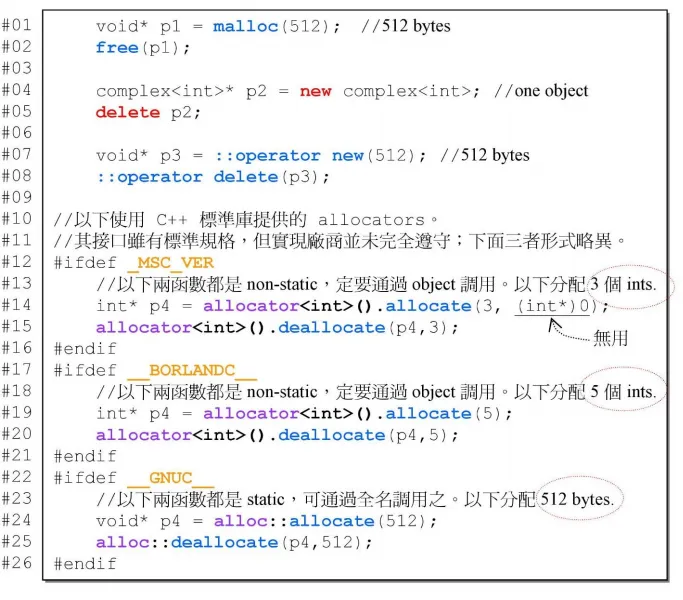 #01 void* p1 = malloc(512); //512 bytes
#02 free(p1);
#03
#04 complex<int>* p2 = new complex<int>; //one object
#05 delete p2;
#06
#07 void* p3 = ::operator new(512); //512 bytes
#08 ::operator delete(p3);
#09
#10 //以下使用 C++ 標準庫提供的 allocators。
#11 //其接口雖有標準規格，但實現廠商並未完全遵守；下面三者形式略異。
#12 #ifdef _MSC_VER
#13 //以下兩函數都是 non-static，定要通過 object 調用。以下分配 3 個 ints.
#14 int* p4 = allocator<int>().allocate(3, (int*)0);
#15 allocator<int>().deallocate(p4,3);
無用
#16 #endif
#17 #ifdef __BORLANDC__
#18 //以下兩函數都是 non-static，定要通過 object 調用。以下分配 5 個 ints.
#19 int* p4 = allocator<int>().allocate(5);
#20 allocator<int>().deallocate(p4,5);
#21 #endif
#22 #ifdef __GNUC__
#23 //以下兩函數都是 static，可通過全名調用之。以下分配 512 bytes.
#24 void* p4 = alloc::allocate(512);
#25 alloc::deallocate(p4,512);
#26 #endif